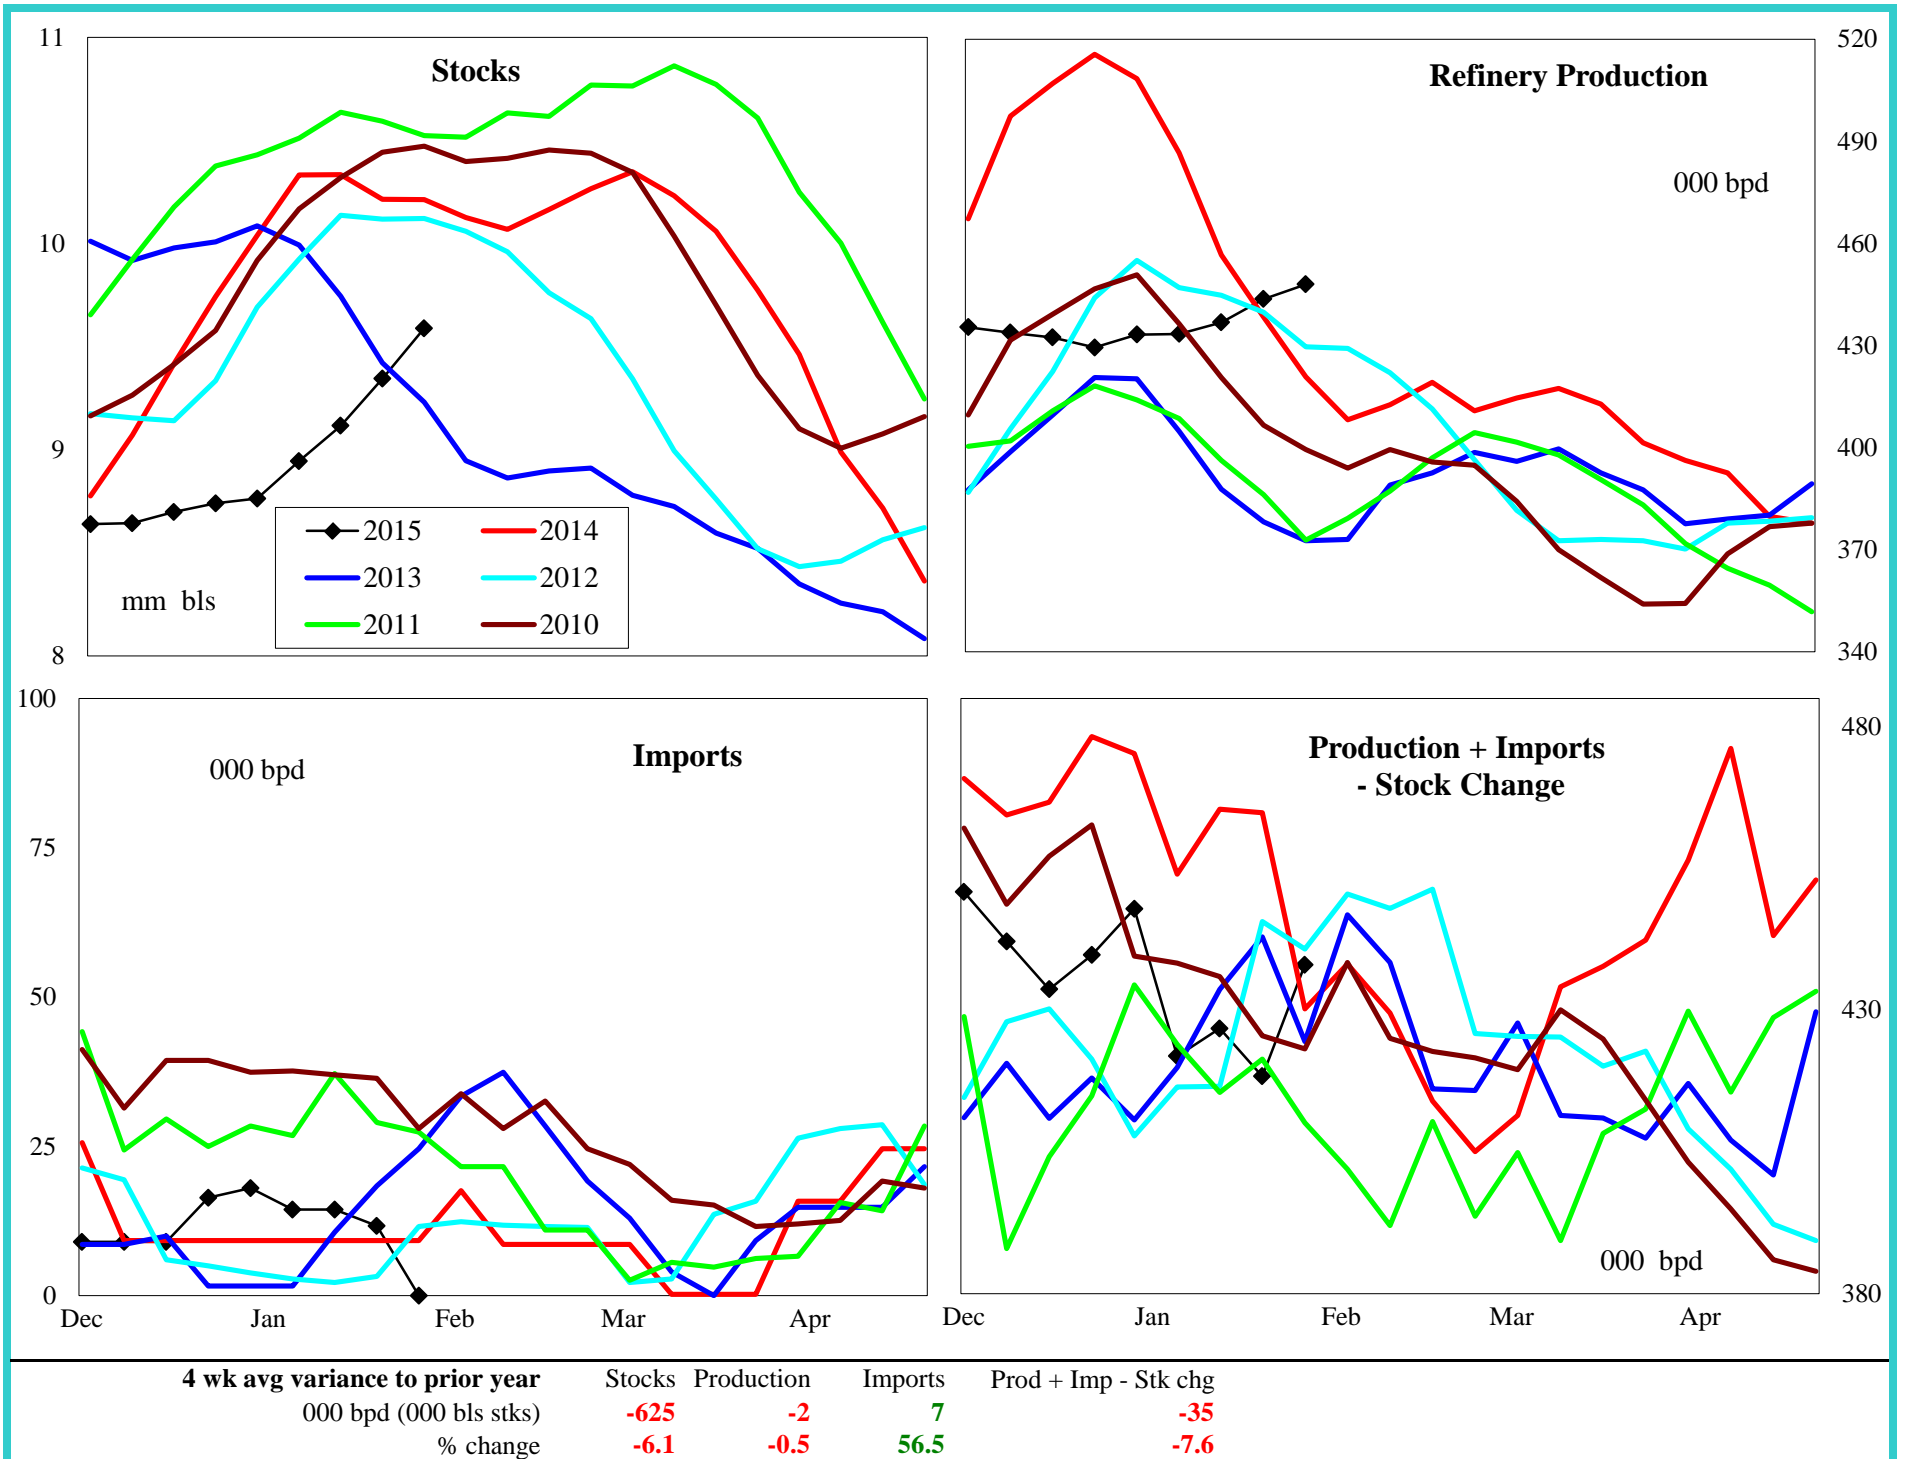 Stocks
11
10
9
8
mm bls
2015
2014
2013
2012
2011
2010
Refinery Production
000 bpd
520
490
460
430
400
370
340
Imports
000 bpd
100
75
50
25
0
Dec Jan Feb Mar Apr
Production + Imports
- Stock Change
000 bpd
480
430
380
Dec Jan Feb Mar Apr
4 wk avg variance to prior year Stocks Production Imports Prod + Imp - Stk chg
000 bpd (000 bls stks) -625 -2 7 -35
% change -6.1 -0.5 56.5 -7.6